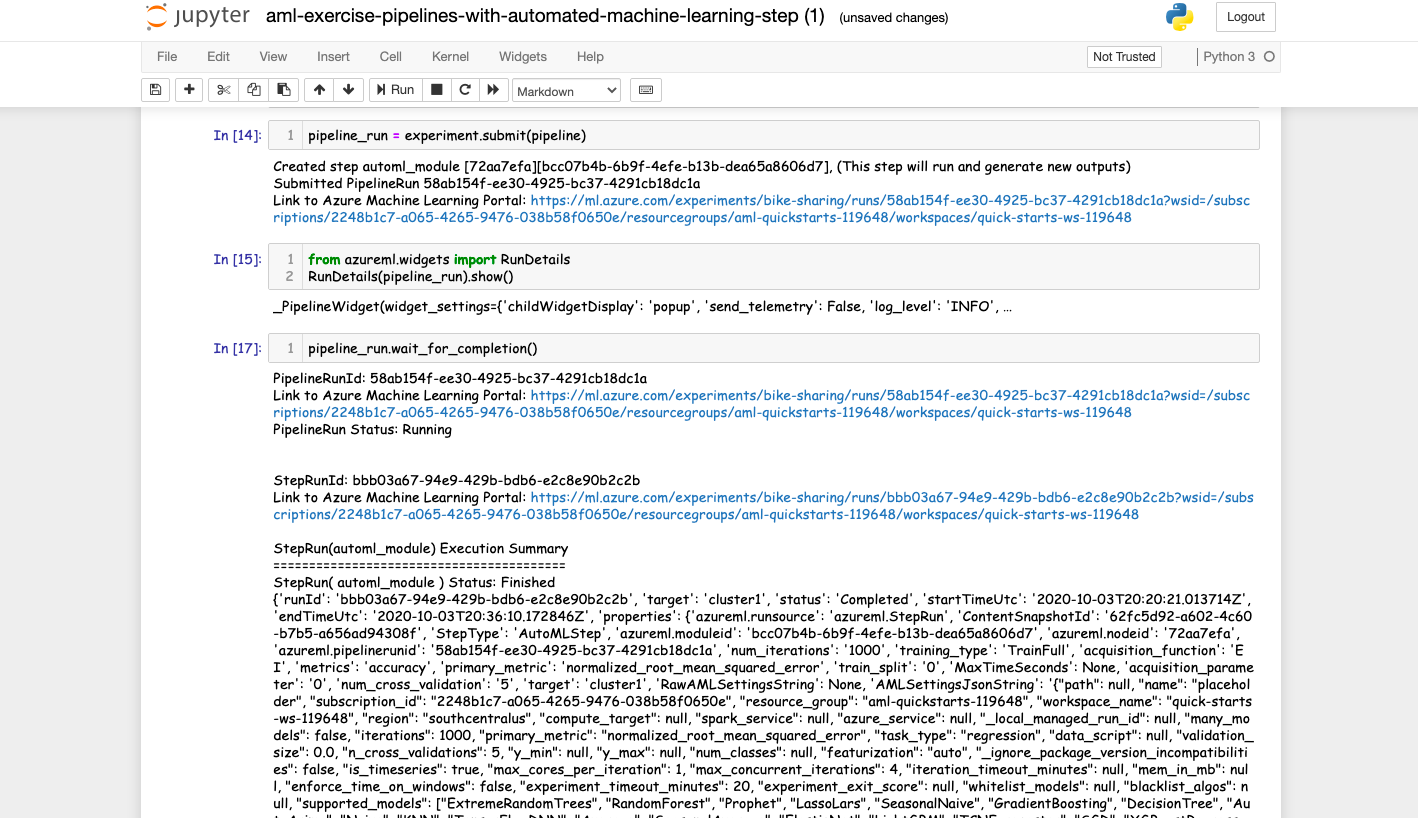 jupyter aml-exercise-pipelines-with-automated-machine-learning-step (1) (unsaved changes) Logout
File Edit View Insert Cell Kernel Widgets Help Not Trusted Python 3
Run Markdown
In [14]: 1 pipeline_run = experiment.submit(pipeline)
Created step automl_module [72aa7efa][bcc07b4b-6b9f-4efe-b13b-dea65a8606d7], (This step will run and generate new outputs)
Submitted PipelineRun 58ab154f-ee30-4925-bc37-4291cb18dc1a
Link to Azure Machine Learning Portal: https://ml.azure.com/experiments/bike-sharing/runs/58ab154f-ee30-4925-bc37-4291cb18dc1a?wsid=/subsc
riptions/2248b1c7-a065-4265-9476-038b58f0650e/resourcegroups/aml-quickstarts-119648/workspaces/quick-starts-ws-119648
In [15]: 1 from azureml.widgets import RunDetails
2 RunDetails(pipeline_run).show()
_PipelineWidget(widget_settings={'childWidgetDisplay': 'popup', 'send_telemetry': False, 'log_level': 'INFO', ...
In [17]: 1 pipeline_run.wait_for_completion()
PipelineRunId: 58ab154f-ee30-4925-bc37-4291cb18dc1a
Link to Azure Machine Learning Portal: https://ml.azure.com/experiments/bike-sharing/runs/58ab154f-ee30-4925-bc37-4291cb18dc1a?wsid=/subsc
riptions/2248b1c7-a065-4265-9476-038b58f0650e/resourcegroups/aml-quickstarts-119648/workspaces/quick-starts-ws-119648
PipelineRun Status: Running
StepRunId: bbb03a67-94e9-429b-bdb6-e2c8e90b2c2b
Link to Azure Machine Learning Portal: https://ml.azure.com/experiments/bike-sharing/runs/bbb03a67-94e9-429b-bdb6-e2c8e90b2c2b?wsid=/subs
criptions/2248b1c7-a065-4265-9476-038b58f0650e/resourcegroups/aml-quickstarts-119648/workspaces/quick-starts-ws-119648
StepRun(automl_module) Execution Summary
=========================================
StepRun( automl_module ) Status: Finished
{'runId': 'bbb03a67-94e9-429b-bdb6-e2c8e90b2c2b', 'target': 'cluster1', 'status': 'Completed', 'startTimeUtc': '2020-10-03T20:20:21.013714Z',
'endTimeUtc': '2020-10-03T20:36:10.172846Z', 'properties': {'azureml.runsource': 'azureml.StepRun', 'ContentSnapshotId': '62fc5d92-a602-4c60
-b7b5-a656ad94308f', 'StepType': 'AutoMLStep', 'azureml.moduleid': 'bcc07b4b-6b9f-4efe-b13b-dea65a8606d7', 'azureml.nodeid': '72aa7efa',
'azureml.pipelinerunid': '58ab154f-ee30-4925-bc37-4291cb18dc1a', 'num_iterations': '1000', 'training_type': 'TrainFull', 'acquisition_function': 'E
I', 'metrics': 'accuracy', 'primary_metric': 'normalized_root_mean_squared_error', 'train_split': '0', 'MaxTimeSeconds': None, 'acquisition_parame
ter': '0', 'num_cross_validation': '5', 'target': 'cluster1', 'RawAMLSettingsString': None, 'AMLSettingsJsonString': '{"path": null, "name": "placehol
der", "subscription_id": "2248b1c7-a065-4265-9476-038b58f0650e", "resource_group": "aml-quickstarts-119648", "workspace_name": "quick-starts
-ws-119648", "region": "southcentralus", "compute_target": null, "spark_service": null, "azure_service": null, "_local_managed_run_id": null, "many_mo
dels": false, "iterations": 1000, "primary_metric": "normalized_root_mean_squared_error", "task_type": "regression", "data_script": null, "validation_
size": 0.0, "n_cross_validations": 5, "y_min": null, "y_max": null, "num_classes": null, "featurization": "auto", "_ignore_package_version_incompatibiliti
es": false, "is_timeseries": true, "max_cores_per_iteration": 1, "max_concurrent_iterations": 4, "iteration_timeout_minutes": null, "mem_in_mb": nul
l, "enforce_time_on_windows": false, "experiment_timeout_minutes": 20, "experiment_exit_score": null, "whitelist_models": null, "blacklist_algos": n
ull, "supported_models": ["ExtremeRandomTrees", "RandomForest", "Prophet", "LassoLars", "SeasonalNaive", "GradientBoosting", "DecisionTree", "Au